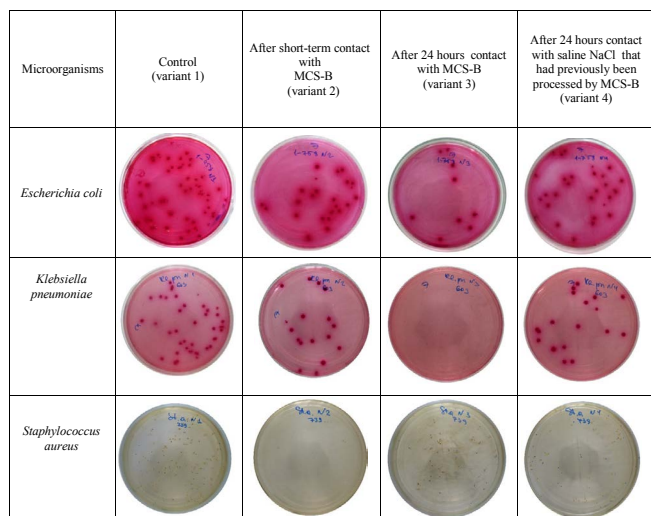 Microorganisms
Control
(variant 1)
After short-term contact
with
MCS-B
(variant 2)
After 24 hours contact
with MCS-B
(variant 3)
After 24 hours contact
with saline NaCl that
had previously been
processed by MCS-B
(variant 4)
Escherichia coli
Klebsiella
pneumoniae
Staphylococcus
aureus